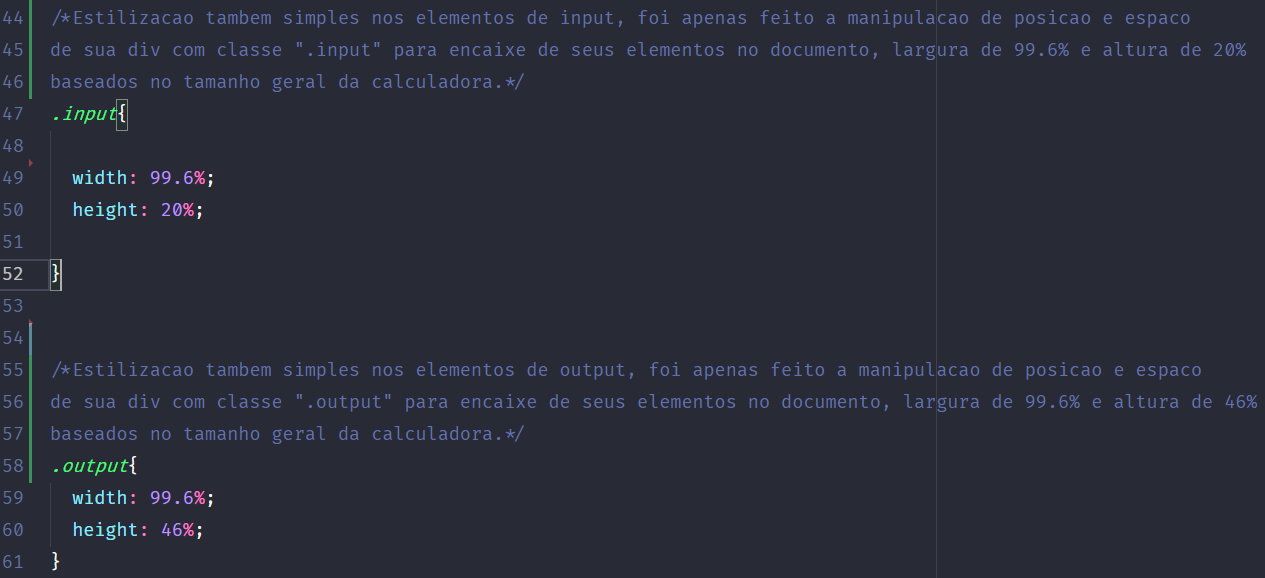 44 /*Estilizacao tambem simples nos elementos de input, foi apenas feito a manipulacao de posicao e espaco
45 de sua div com classe ".input" para encaixe de seus elementos no documento, largura de 99.6% e altura de 20%
46 baseados no tamanho geral da calculadora.*/
47 .input{
48
49 width: 99.6%;
50 height: 20%;
51
52 }
53
54
55 /*Estilizacao tambem simples nos elementos de output, foi apenas feito a manipulacao de posicao e espaco
56 de sua div com classe ".output" para encaixe de seus elementos no documento, largura de 99.6% e altura de 46%
57 baseados no tamanho geral da calculadora.*/
58 .output{
59 width: 99.6%;
60 height: 46%;
61 }